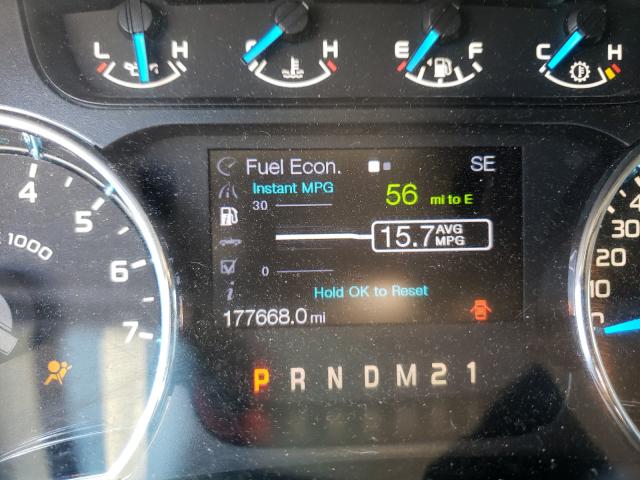 L H C H E F C H
Fuel Econ. SE
Instant MPG
30
56 mi to E
15.7 AVG MPG
0
Hold OK to Reset
177668.0 mi
P R N D M 2 1
4
5
6
7
1000
30
20
10
0